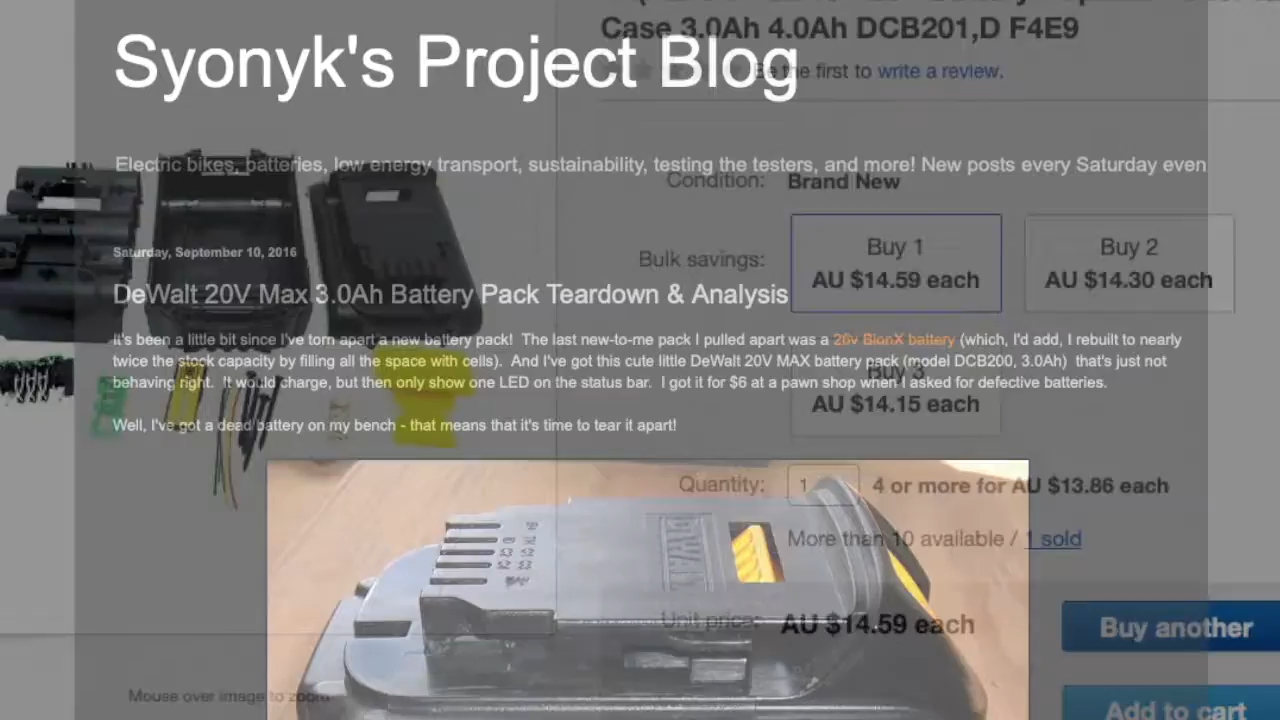 Case 3.0Ah 4.0Ah DCB201,D F4E9
Syonyk's Project Blog
Be the first to write a review.
Electric bikes, batteries, low energy transport, sustainability, testing the testers, and more! New posts every Saturday even
Condition: Brand New
Saturday, September 10, 2016
Bulk savings:
Buy 1
AU $14.59 each
Buy 2
AU $14.30 each
DeWalt 20V Max 3.0Ah Battery Pack Teardown & Analysis
It's been a little bit since I've torn apart a new battery pack! The last new-to-me pack I pulled apart was a 26v BionX battery (which, I'd add, I rebuilt to nearly
twice the stock capacity by filling all the space with cells). And I've got this cute little DeWalt 20V MAX battery pack (model DCB200, 3.0Ah) that's just not
behaving right. It would charge, but then only show one LED on the status bar. I got it for $6 at a pawn shop when I asked for defective batteries.
Buy 3
AU $14.15 each
Well, I've got a dead battery on my bench - that means that it's time to tear it apart!
Quantity: 1 4 or more for AU $13.86 each
More than 10 available / 1 sold
Unit price: AU $14.59 each
Buy another
Mouse over image to zoom
Add to cart